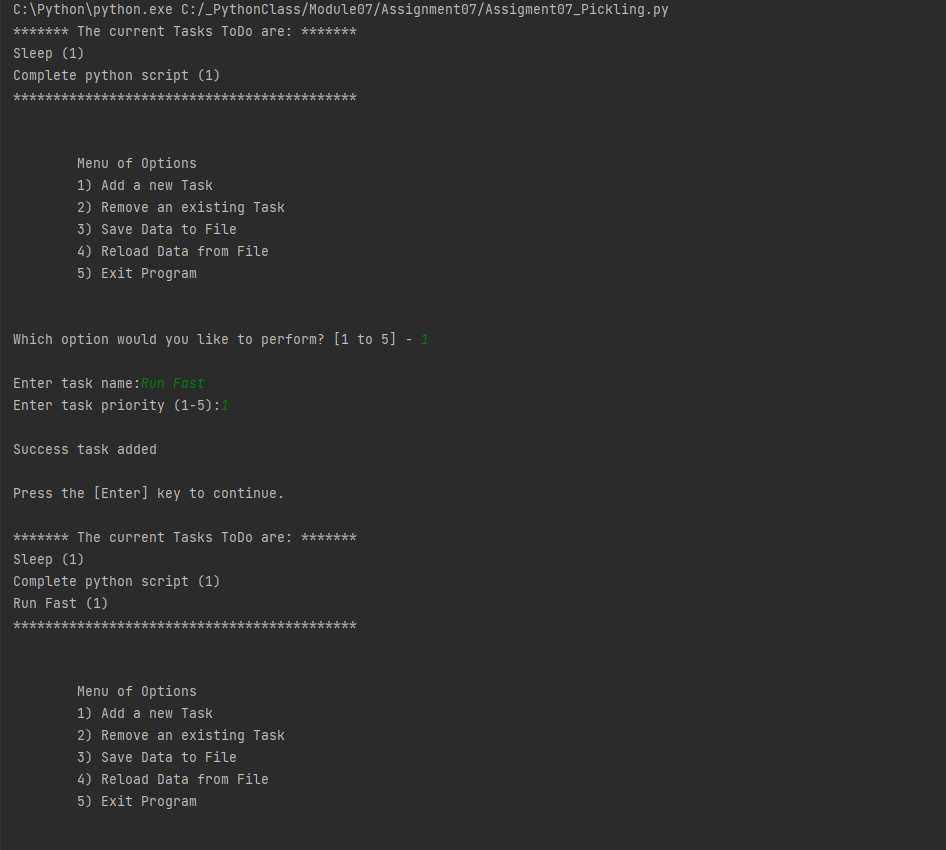 C:\Python\python.exe C:/_PythonClass/Module07/Assignment07/Assigment07_Pickling.py
******* The current Tasks ToDo are: *******
Sleep (1)
Complete python script (1)
*******************************************
Menu of Options
1) Add a new Task
2) Remove an existing Task
3) Save Data to File
4) Reload Data from File
5) Exit Program
Which option would you like to perform? [1 to 5] - 1
Enter task name:Run Fast
Enter task priority (1-5):1
Success task added
Press the [Enter] key to continue.
******* The current Tasks ToDo are: *******
Sleep (1)
Complete python script (1)
Run Fast (1)
*******************************************
Menu of Options
1) Add a new Task
2) Remove an existing Task
3) Save Data to File
4) Reload Data from File
5) Exit Program